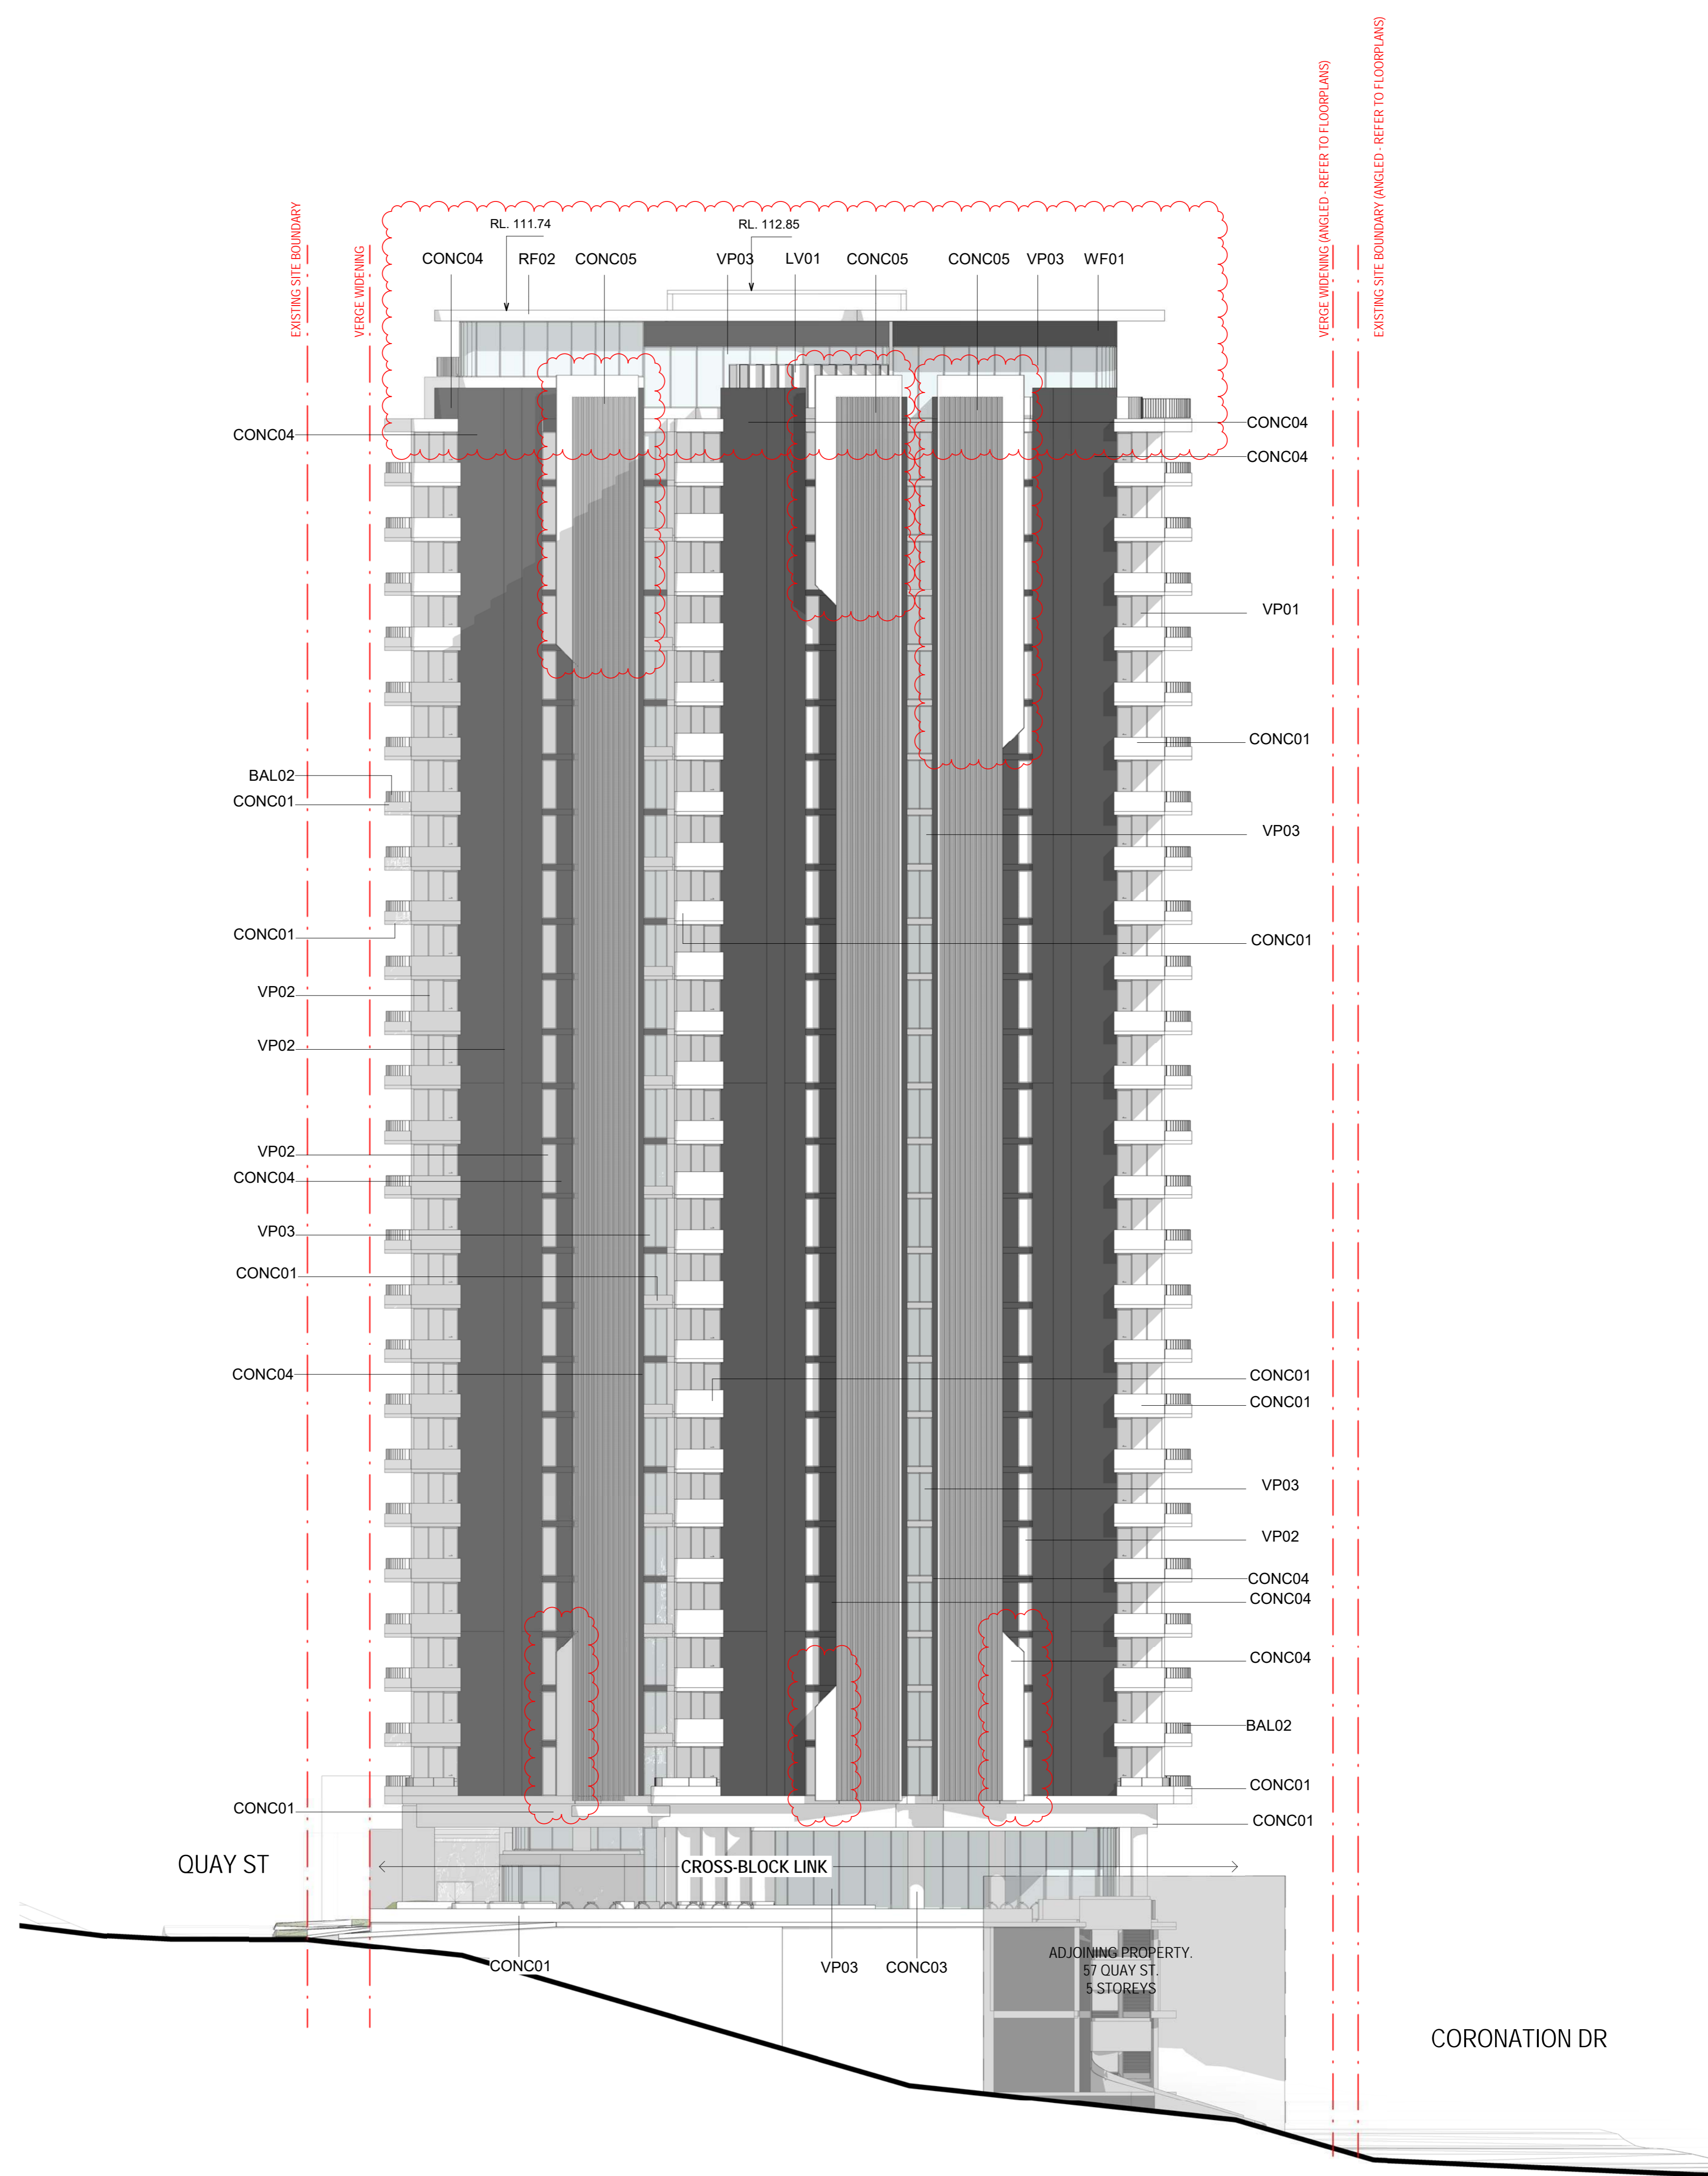 EXISTING SITE BOUNDARY
VERGE WIDENING
VERGE WIDENING (ANGLED - REFER TO FLOORPLANS)
EXISTING SITE BOUNDARY (ANGLED - REFER TO FLOORPLANS)
RL. 111.74
RL. 112.85
CONC04
RF02
CONC05
VP03
LV01
CONC05
CONC05
VP03
WF01
CONC04
CONC04
CONC04
VP01
CONC01
BAL02
CONC01
VP03
CONC01
CONC01
VP02
VP02
VP02
CONC04
VP03
CONC01
CONC04
CONC01
CONC01
VP03
VP02
CONC04
CONC04
CONC04
BAL02
CONC01
CONC01
CONC01
QUAY ST
CROSS-BLOCK LINK
CONC01
VP03
CONC03
ADJOINING PROPERTY.
57 QUAY ST.
5 STOREYS
CORONATION DR